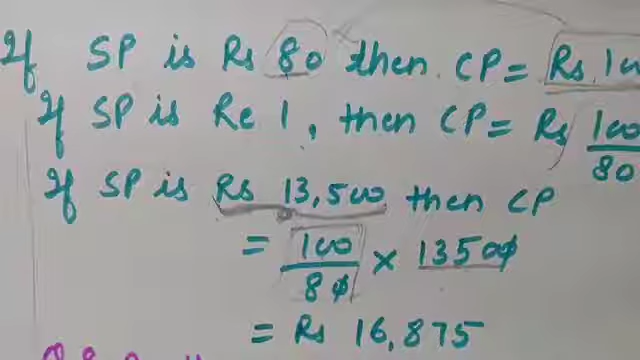 If SP is Rs 80 then CP = Rs 100
If SP is Re 1, then CP = Rs 100/80
If SP is Rs 13,500 then CP
= 100/80 × 13500
= Rs 16,875